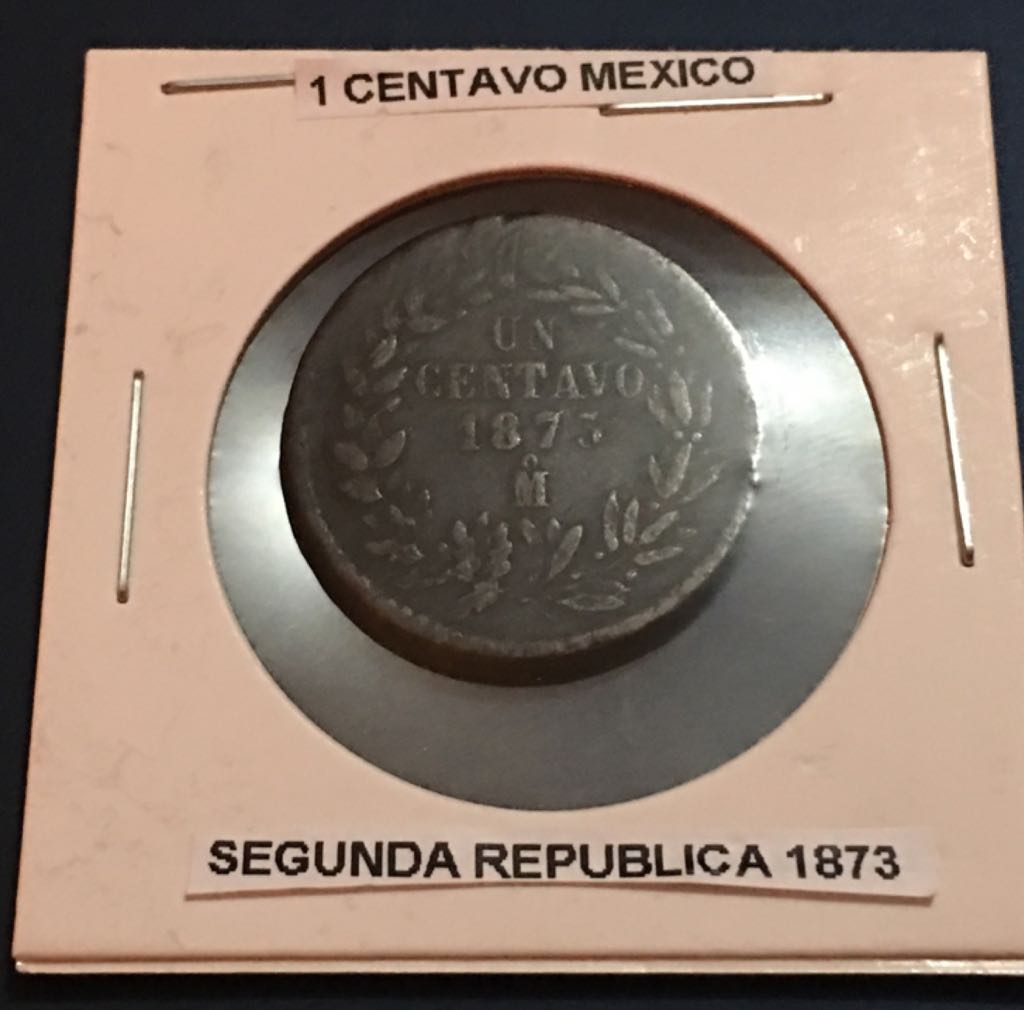 1 CENTAVO MEXICO
UN
CENTAVO
1873
M°
SEGUNDA REPUBLICA 1873